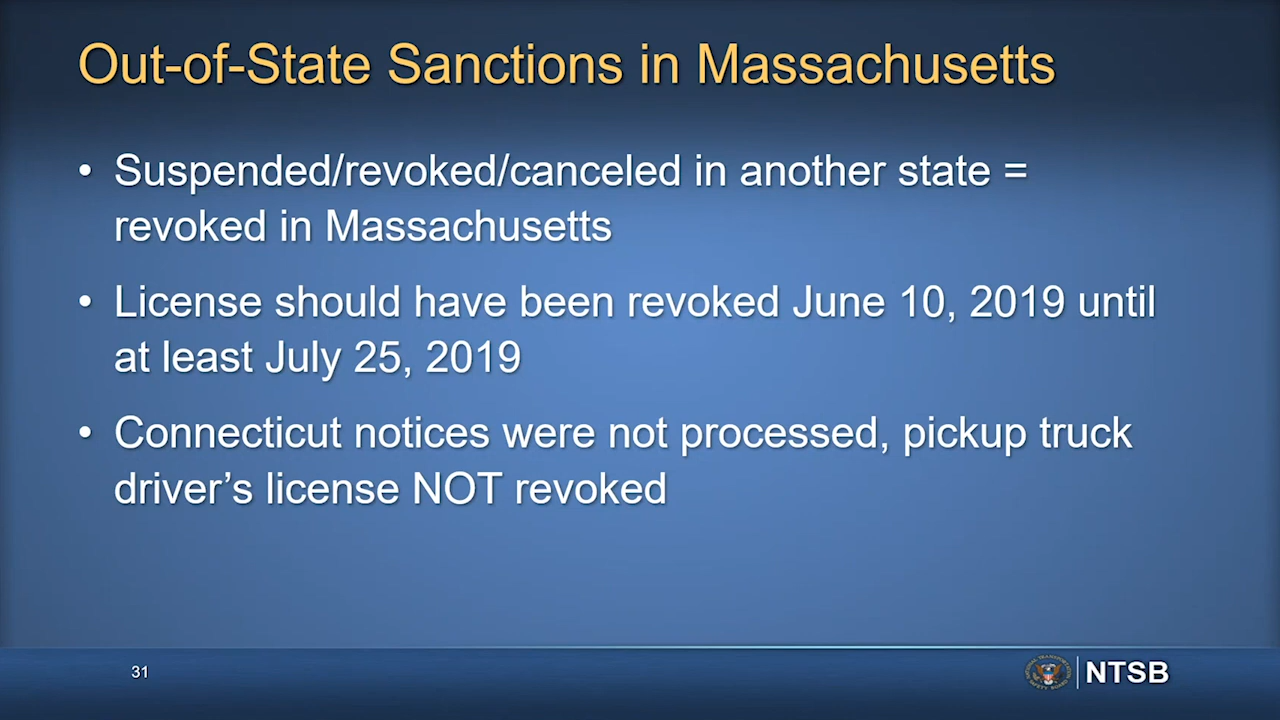 Out-of-State Sanctions in Massachusetts
• Suspended/revoked/canceled in another state =
revoked in Massachusetts
• License should have been revoked June 10, 2019 until
at least July 25, 2019
• Connecticut notices were not processed, pickup truck
driver’s license NOT revoked
31
NTSB